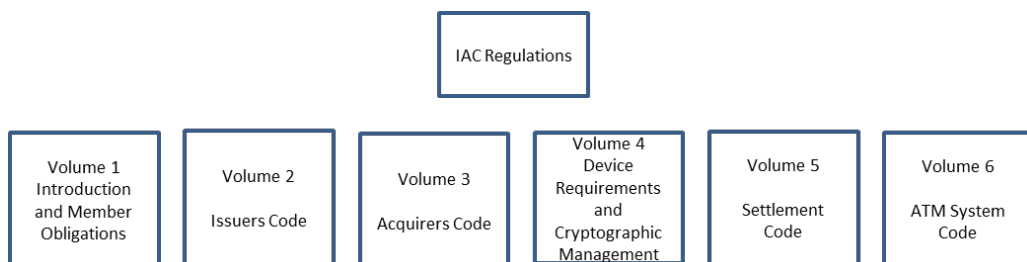 IAC Regulations
Volume 1
Introduction
and Member
Obligations
Volume 2
Issuers Code
Volume 3
Acquirers Code
Volume 4
Device
Requirements
and
Cryptographic
Management
Volume 5
Settlement
Code
Volume 6
ATM System
Code